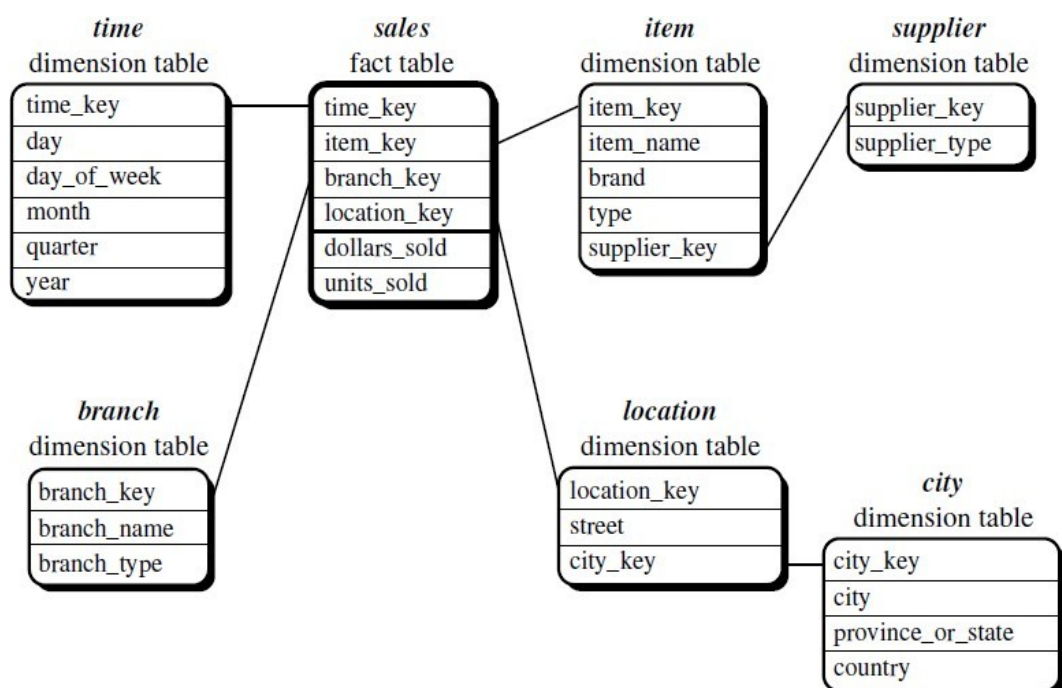 time
dimension table
time_key
day
day_of_week
month
quarter
year
sales
fact table
time_key
item_key
branch_key
location_key
dollars_sold
units_sold
item
dimension table
item_key
item_name
brand
type
supplier_key
supplier
dimension table
supplier_key
supplier_type
branch
dimension table
branch_key
branch_name
branch_type
location
dimension table
location_key
street
city_key
city
dimension table
city_key
city
province_or_state
country